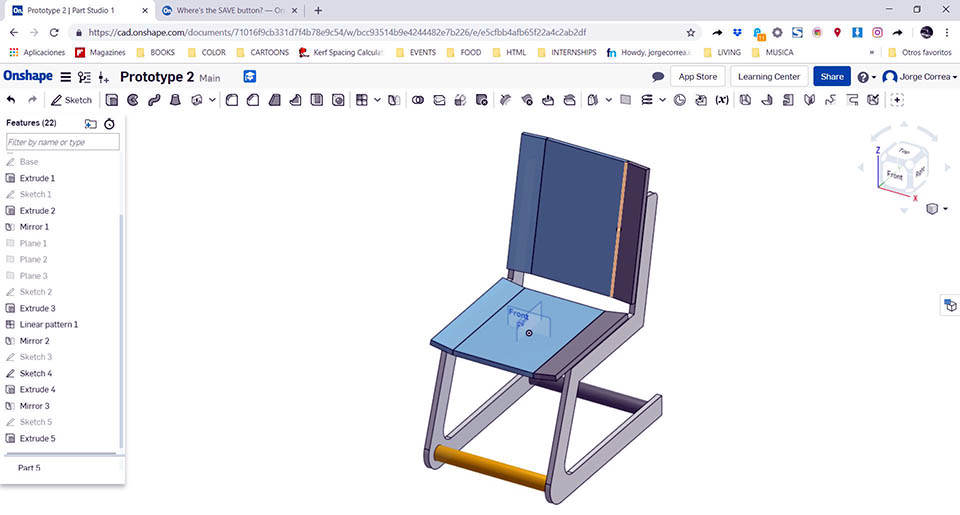 Prototype 2 | Part Studio 1
Where's the SAVE button? — On
https://cad.onshape.com/documents/71016f9cb331d7f4b78e9c54/w/bcc93514b9e4244482e7b226/e/e5cfbb4afb65f22a4c2ab2df
Aplicaciones Magazines BOOKS COLOR CARTOONS Kerf Spacing Calculat EVENTS FOOD HTML INTERNSHIPS Howdy, jorgecorrea.i LIVING MUSICA » Otros favoritos
Onshape Prototype 2 Main App Store Learning Center Share Jorge Correa
Sketch (x)
Features (22)
Filter by name or type
Base
Extrude 1
Sketch 1
Extrude 2
Mirror 1
Plane 1
Plane 2
Plane 3
Sketch 2
Extrude 3
Linear pattern 1
Mirror 2
Sketch 3
Sketch 4
Extrude 4
Mirror 3
Sketch 5
Extrude 5
Part 5
Front
Z
Front
Right
X